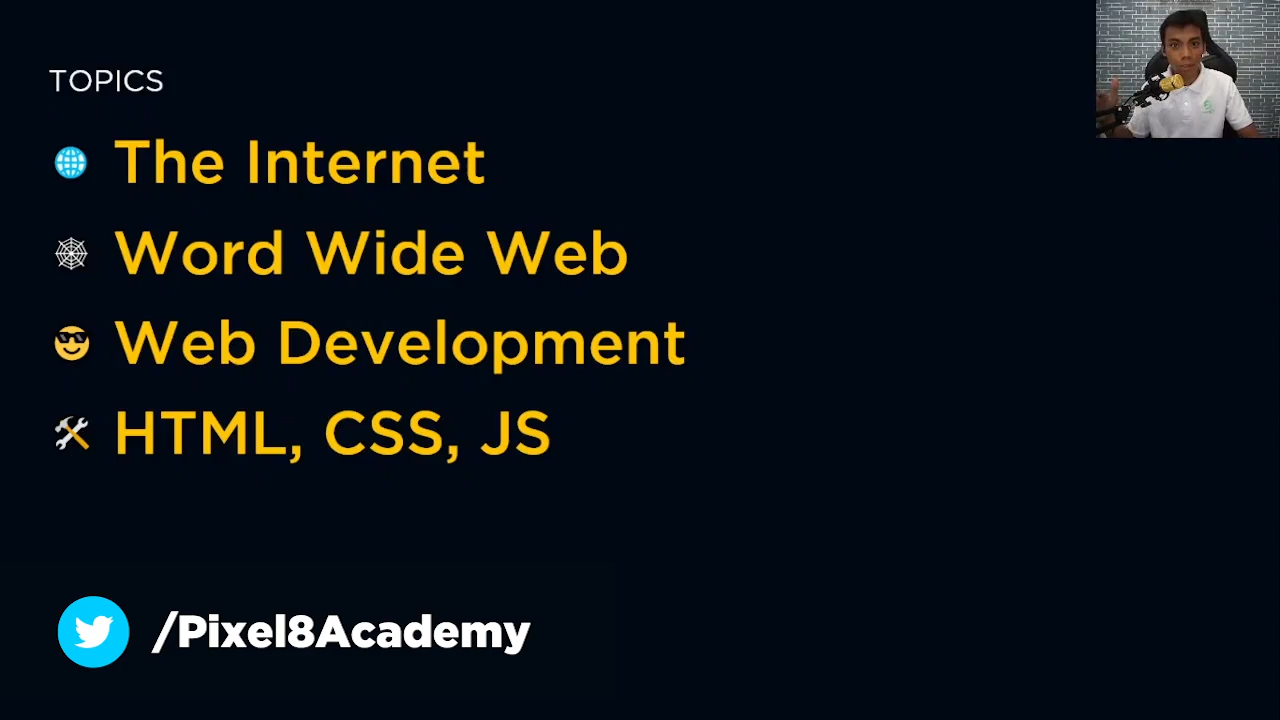 TOPICS
The Internet
Word Wide Web
Web Development
HTML, CSS, JS
/Pixel8Academy